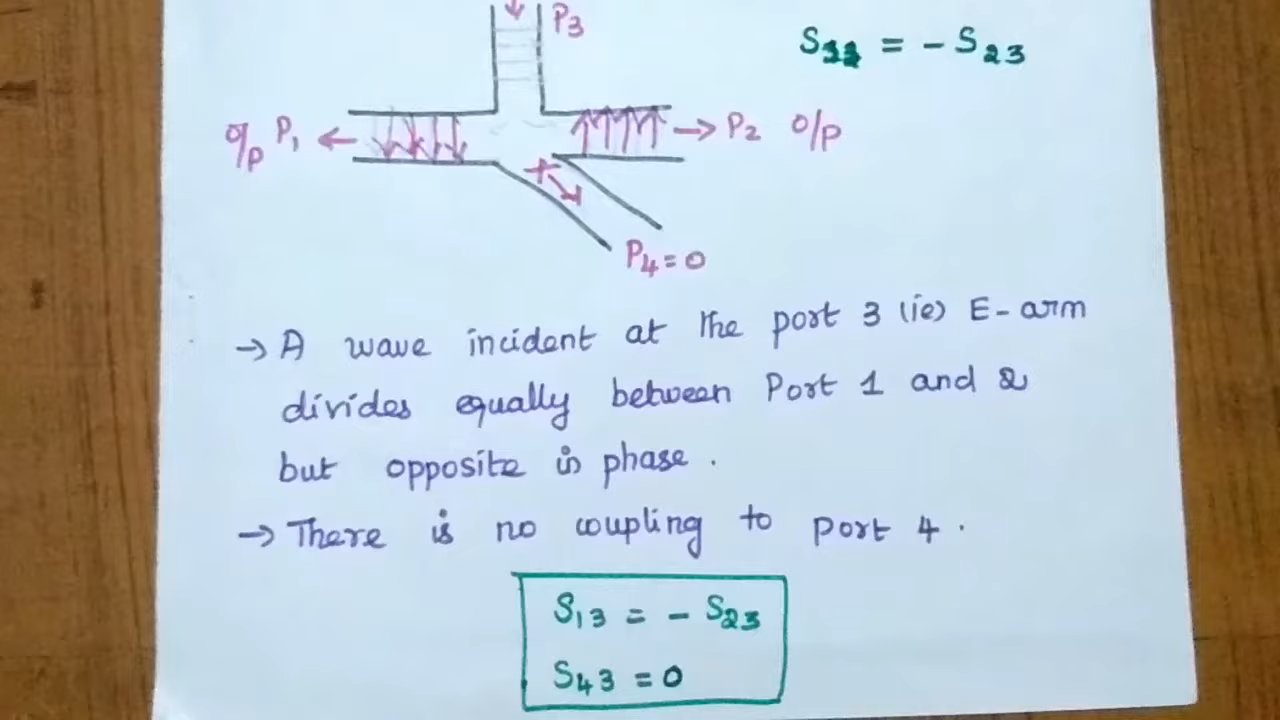 P3
S13 = - S23
o/p P1 ← → P2 o/p
P4 = 0
→ A wave incident at the port 3 (ie) E-arm
divides equally between Port 1 and 2
but opposite in phase.
→ There is no coupling to port 4.
S13 = - S23
S43 = 0